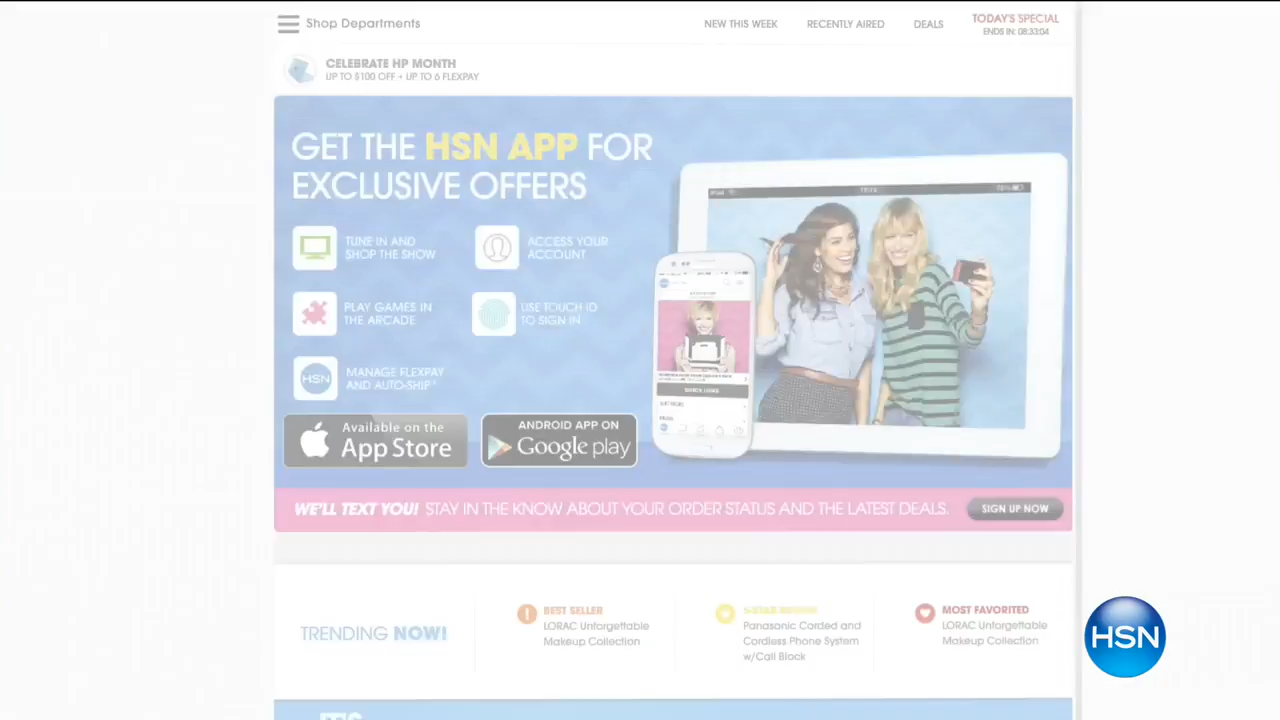 Shop Departments
NEW THIS WEEK
RECENTLY AIRED
DEALS
TODAY'S SPECIAL
ENDS IN: 08:33:04
CELEBRATE HP MONTH
UP TO $100 OFF + UP TO 6 FLEXPAY
GET THE HSN APP FOR
EXCLUSIVE OFFERS
TUNE IN AND
SHOP THE SHOW
ACCESS YOUR
ACCOUNT
PLAY GAMES IN
THE ARCADE
USE TOUCH ID
TO SIGN IN
HSN
MANAGE FLEXPAY
AND AUTO-SHIP
Available on the
App Store
ANDROID APP ON
Google play
WE'LL TEXT YOU! STAY IN THE KNOW ABOUT YOUR ORDER STATUS AND THE LATEST DEALS.
SIGN UP NOW
TRENDING NOW!
BEST SELLER
LORAC Unforgettable
Makeup Collection
Panasonic Corded and
Cordless Phone System
w/Call Block
MOST FAVORITED
LORAC Unforgettable
Makeup Collection
HSN
IT'S